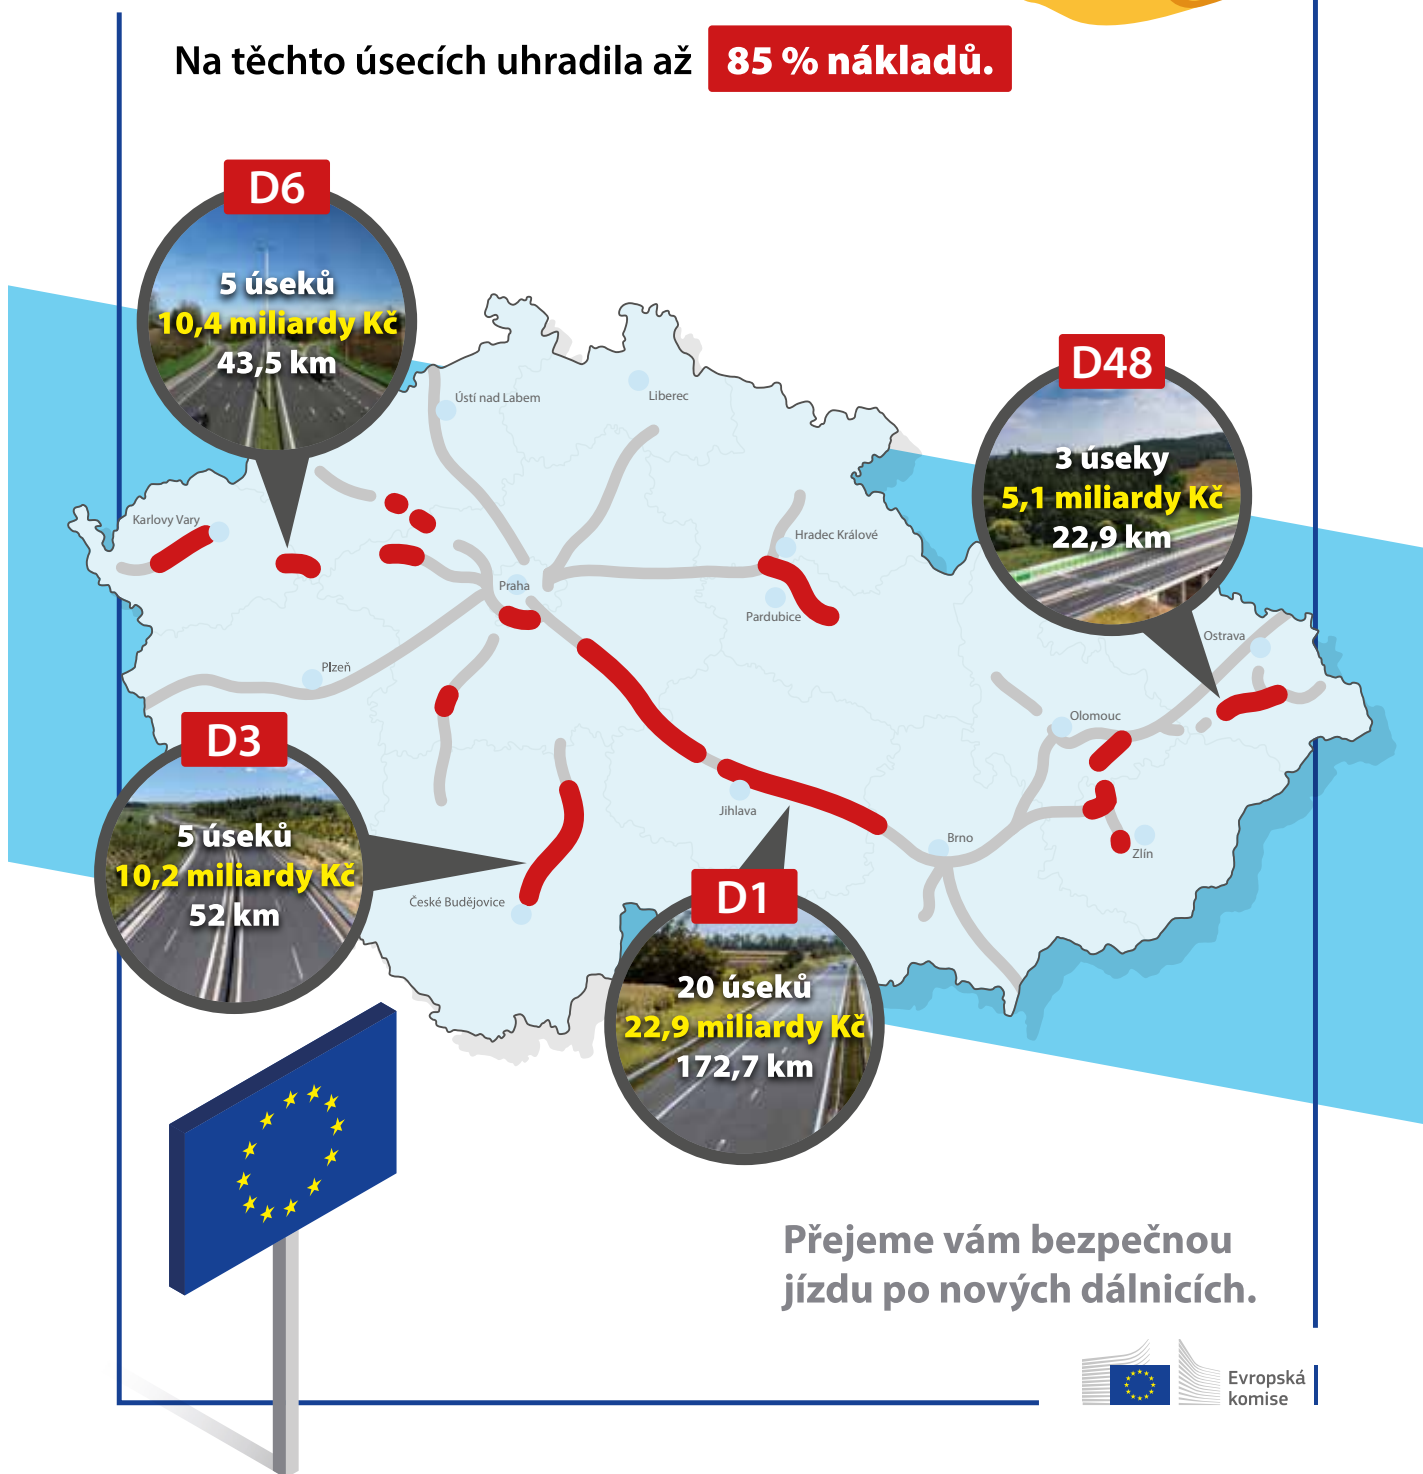 Na těchto úsecích uhradila až 85 % nákladů.
D6
5 úseků
10,4 miliardy Kč
43,5 km
D48
3 úseky
5,1 miliardy Kč
22,9 km
Ústí nad Labem
Liberec
Karlovy Vary
Hradec Králové
Praha
Pardubice
Ostrava
Plzeň
Olomouc
D3
5 úseků
10,2 miliardy Kč
52 km
Jihlava
Brno
Zlín
České Budějovice
D1
20 úseků
22,9 miliardy Kč
172,7 km
Přejeme vám bezpečnou
jízdu po nových dálnicích.
Evropská
komise